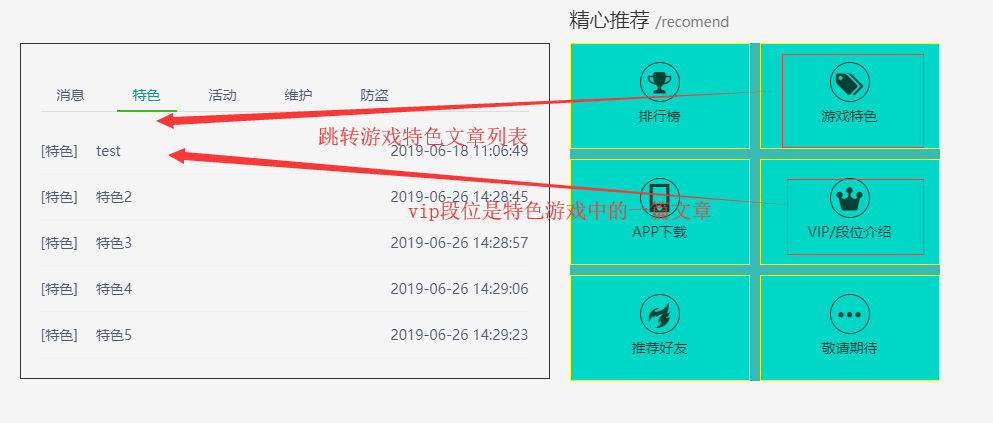 精心推荐 /recomend
消息 特色 活动 维护 防盗
跳转游戏特色文章列表
[特色] test 2019-06-18 11:06:49
[特色] 特色2 2019-06-26 14:28:45
vip段位是特色游戏中的一篇文章
[特色] 特色3 2019-06-26 14:28:57
[特色] 特色4 2019-06-26 14:29:06
[特色] 特色5 2019-06-26 14:29:23
排行榜 游戏特色
APP下载 VIP/段位介绍
推荐好友 敬请期待